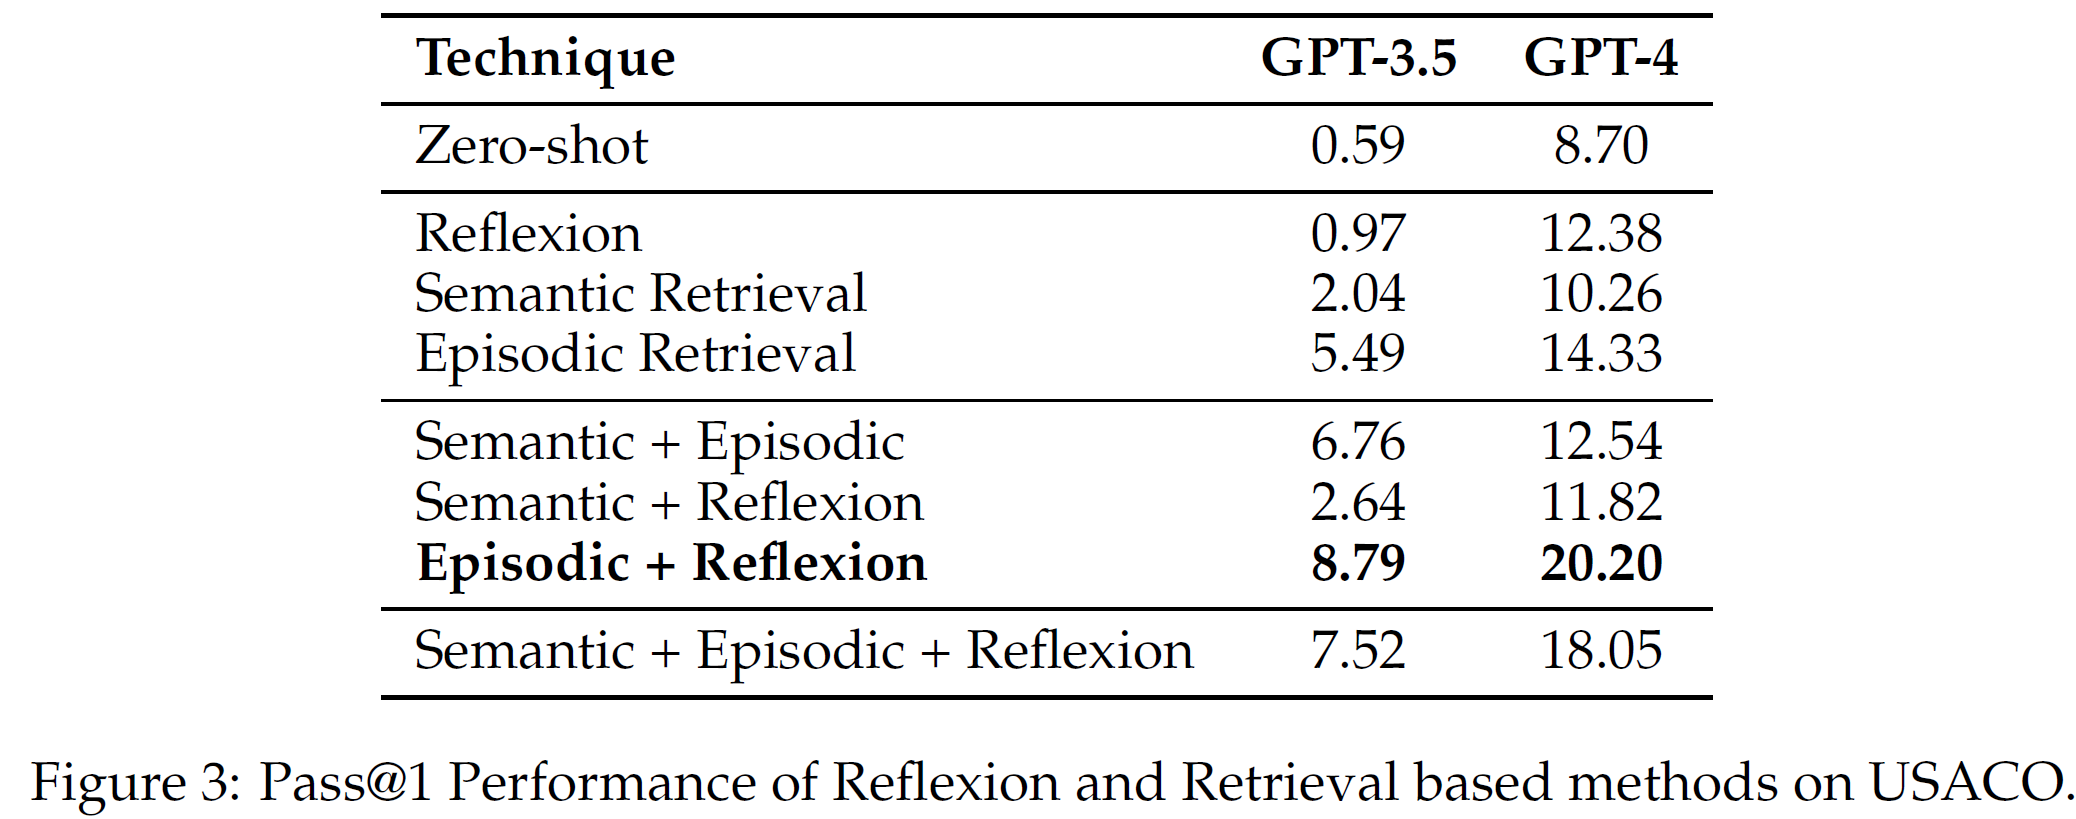 Technique GPT-3.5 GPT-4
Zero-shot 0.59 8.70
Reflexion 0.97 12.38
Semantic Retrieval 2.04 10.26
Episodic Retrieval 5.49 14.33
Semantic + Episodic 6.76 12.54
Semantic + Reflexion 2.64 11.82
Episodic + Reflexion 8.79 20.20
Semantic + Episodic + Reflexion 7.52 18.05
Figure 3: Pass@1 Performance of Reflexion and Retrieval based methods on USACO.